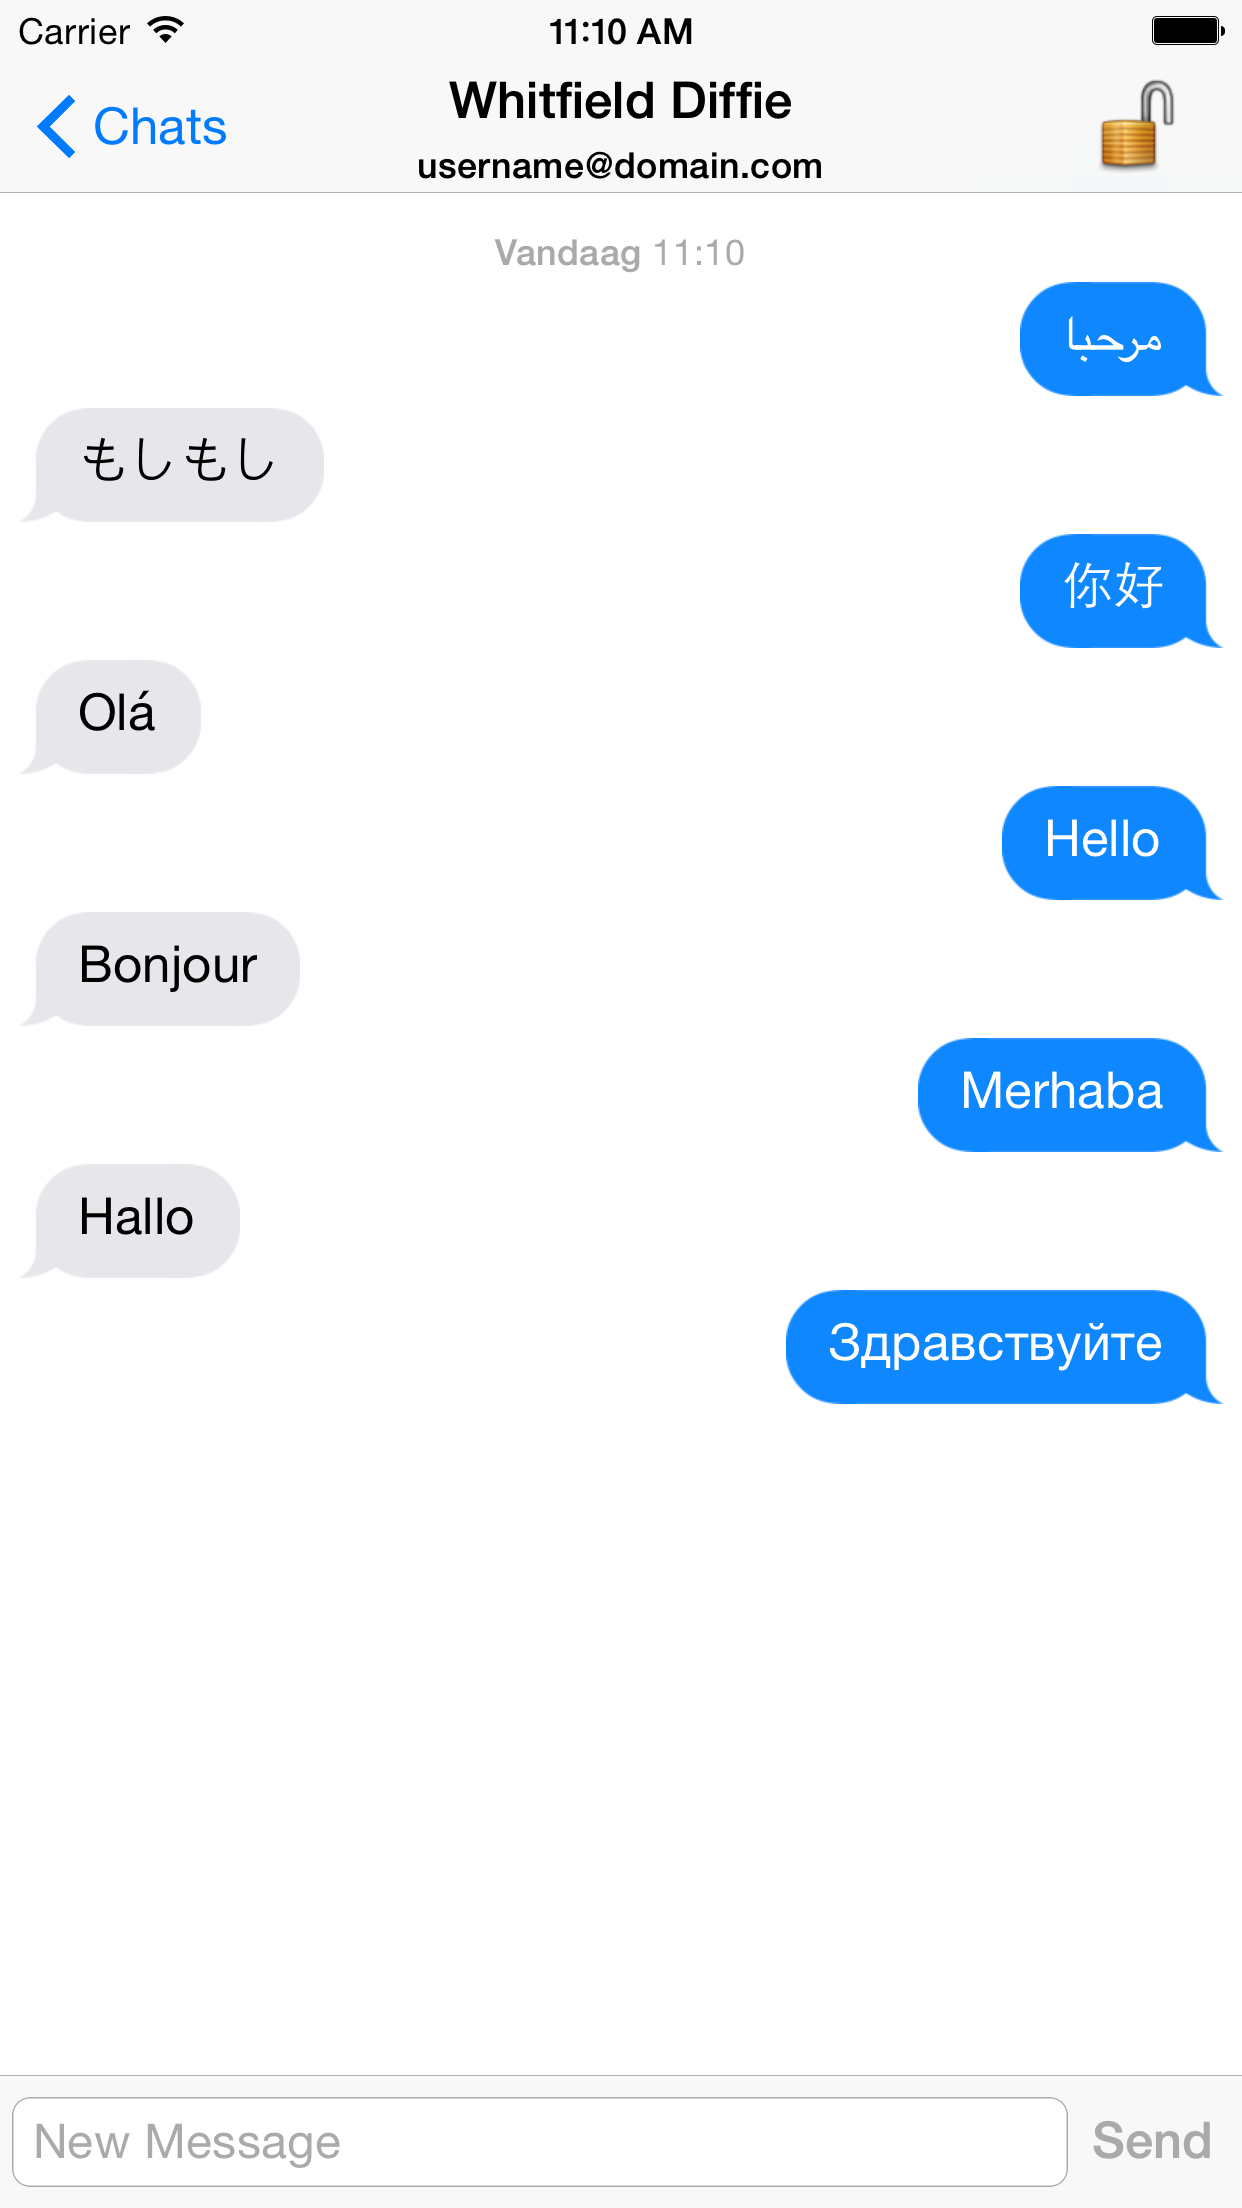 Carrier 11:10 AM
Chats
Whitfield Diffie
username@domain.com
Vandaag 11:10
مرحبا
もしもし
你好
Olá
Hello
Bonjour
Merhaba
Hallo
Здравствуйте
New Message
Send